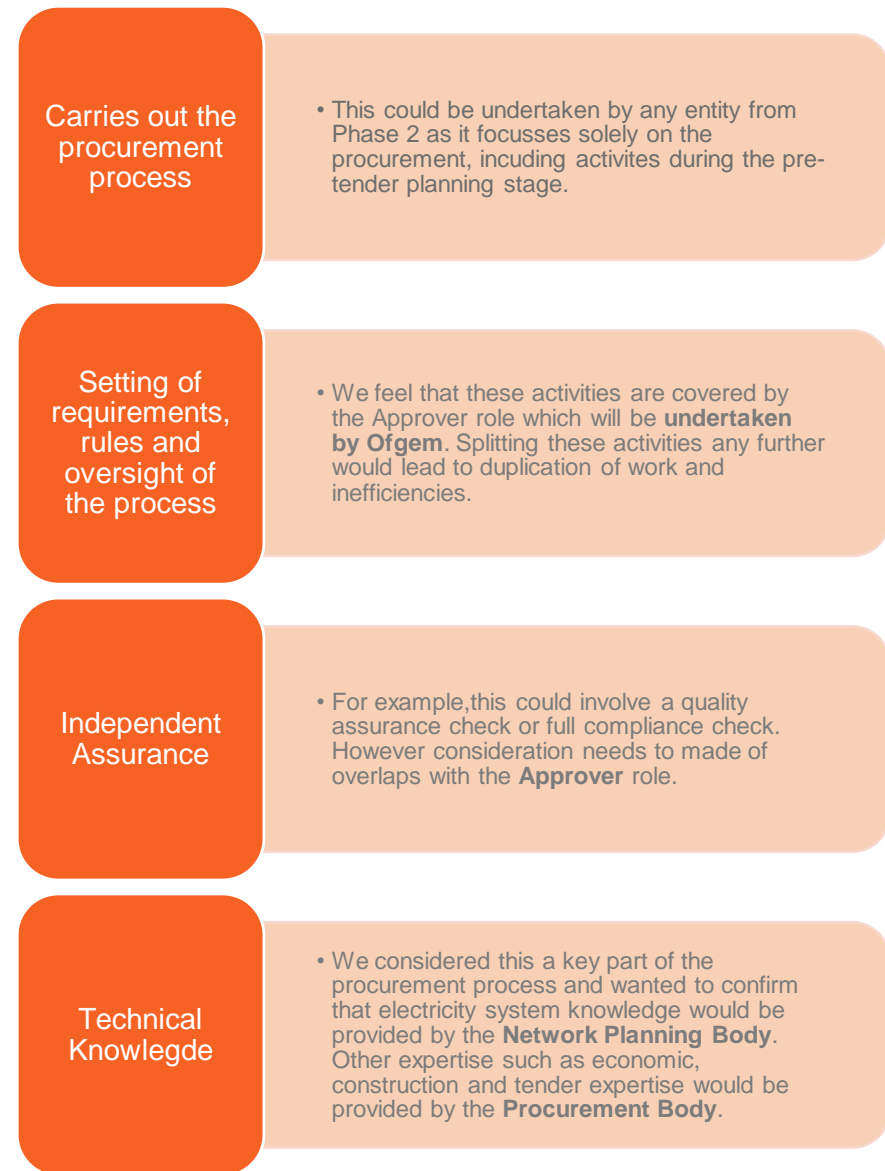 Carries out the
procurement
process
• This could be undertaken by any entity from
Phase 2 as it focusses solely on the
procurement, incuding activites during the pre-
tender planning stage.
Setting of
requirements,
rules and
oversight of
the process
• We feel that these activities are covered by
the Approver role which will be undertaken
by Ofgem. Splitting these activities any further
would lead to duplication of work and
inefficiencies.
Independent
Assurance
• For example,this could involve a quality
assurance check or full compliance check.
However consideration needs to made of
overlaps with the Approver role.
Technical
Knowlegde
• We considered this a key part of the
procurement process and wanted to confirm
that electricity system knowledge would be
provided by the Network Planning Body.
Other expertise such as economic,
construction and tender expertise would be
provided by the Procurement Body.